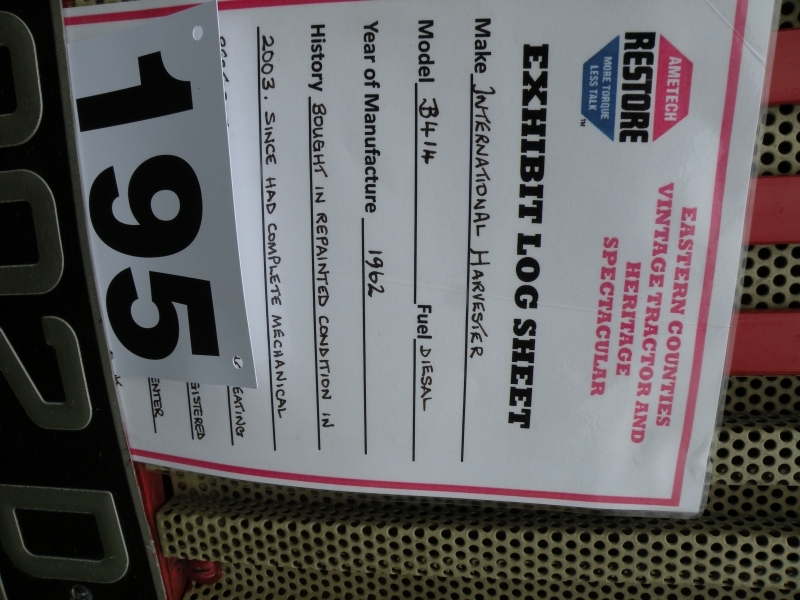 AMETECH
RESTORE
MORE TORQUE
LESS TALK
TM
EASTERN COUNTIES
VINTAGE TRACTOR AND
HERITAGE
SPECTACULAR
EXHIBIT LOG SHEET
Make INTERNATIONAL HARVESTER
Model B414 Fuel DIESAL
Year of Manufacture 1962
History BOUGHT IN REPAINTED CONDITION IN
2003. SINCE HAD COMPLETE MECHANICAL
195